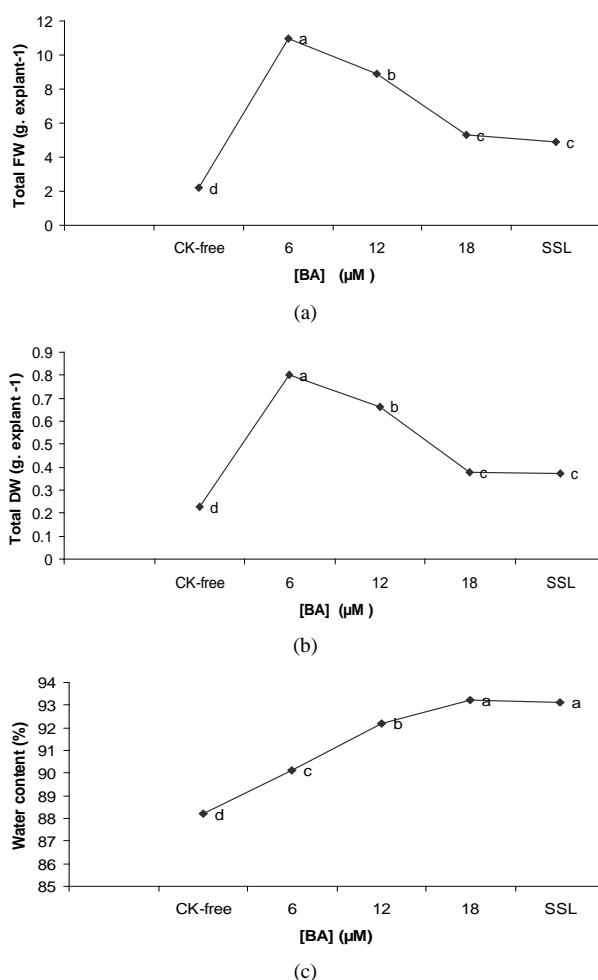 12
10
8
6
4
2
0
Total FW (g. explant-1)
a
b
c
c
d
CK-free 6 12 18 SSL
[BA] (µM )
(a)
0.9
0.8
0.7
0.6
0.5
0.4
0.3
0.2
0.1
0
Total DW (g. explant -1)
a
b
c
c
d
CK-free 6 12 18 SSL
[BA] (µM )
(b)
94
93
92
91
90
89
88
87
86
85
Water content (%)
a
a
b
c
d
CK-free 6 12 18 SSL
[BA] (µM)
(c)